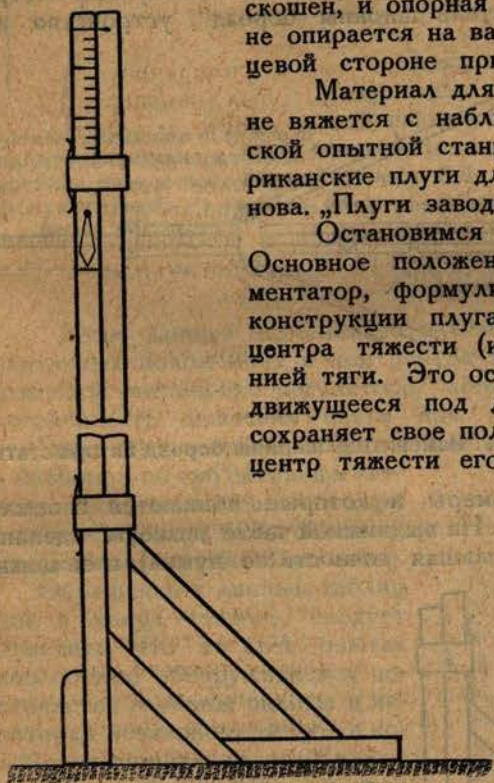 скошен, и опорная
не опирается на ва
цевой стороне при
Материал для
не вяжется с набл
ской опытной стан
риканские плуги дл
нова. „Плуги завод
Остановимся
Основное положен
ментатор, формули
конструкции плуга
центра тяжести (и
нией тяги. Это ос
движущееся под д
сохраняет свое пол
центр тяжести его